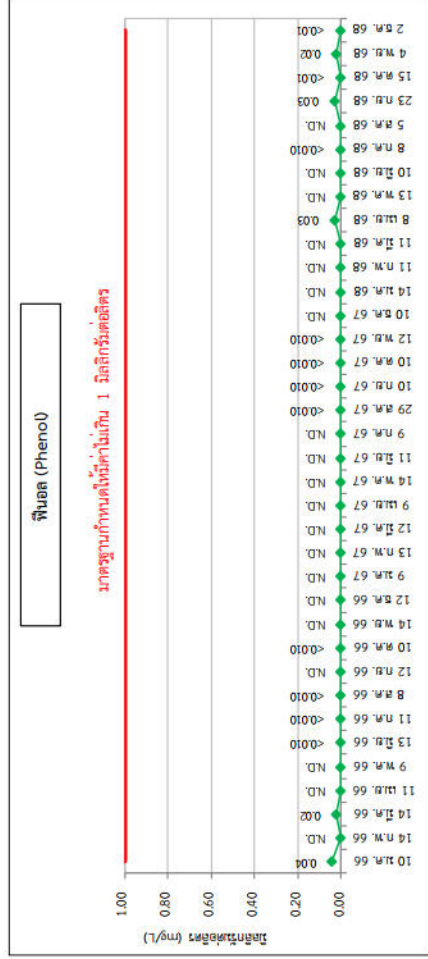 ฟีนอล (Phenol)
มาตรฐานกำหนดให้มีค่าไม่เกิน 1 มิลลิกรัมต่อลิตร
มิลลิกรัมต่อลิตร (mg/L)
1.00
0.80
0.60
0.40
0.20
0.00
0.04
N.D.
0.02
N.D.
N.D.
<0.010
<0.010
<0.010
N.D.
<0.010
N.D.
N.D.
N.D.
N.D.
N.D.
N.D.
N.D.
N.D.
N.D.
<0.010
<0.010
<0.010
<0.010
N.D.
N.D.
N.D.
N.D.
0.03
N.D.
N.D.
<0.010
N.D.
0.03
<0.01
0.02
<0.01
10 ม.ค. 66
14 ก.พ. 66
14 มี.ค. 66
11 เม.ย. 66
9 พ.ค. 66
13 มิ.ย. 66
11 ก.ค. 66
8 ส.ค. 66
12 ก.ย. 66
10 ต.ค. 66
14 พ.ย. 66
12 ธ.ค. 66
9 ม.ค. 67
13 ก.พ. 67
12 มี.ค. 67
9 เม.ย. 67
14 พ.ค. 67
11 มิ.ย. 67
9 ก.ค. 67
29 ส.ค. 67
10 ก.ย. 67
10 ต.ค. 67
12 พ.ย. 67
10 ธ.ค. 67
14 ม.ค. 68
11 ก.พ. 68
11 มี.ค. 68
8 เม.ย. 68
13 พ.ค. 68
10 มิ.ย. 68
8 ก.ค. 68
5 ส.ค. 68
23 ก.ย. 68
15 ต.ค. 68
4 พ.ย. 68
2 ธ.ค. 68